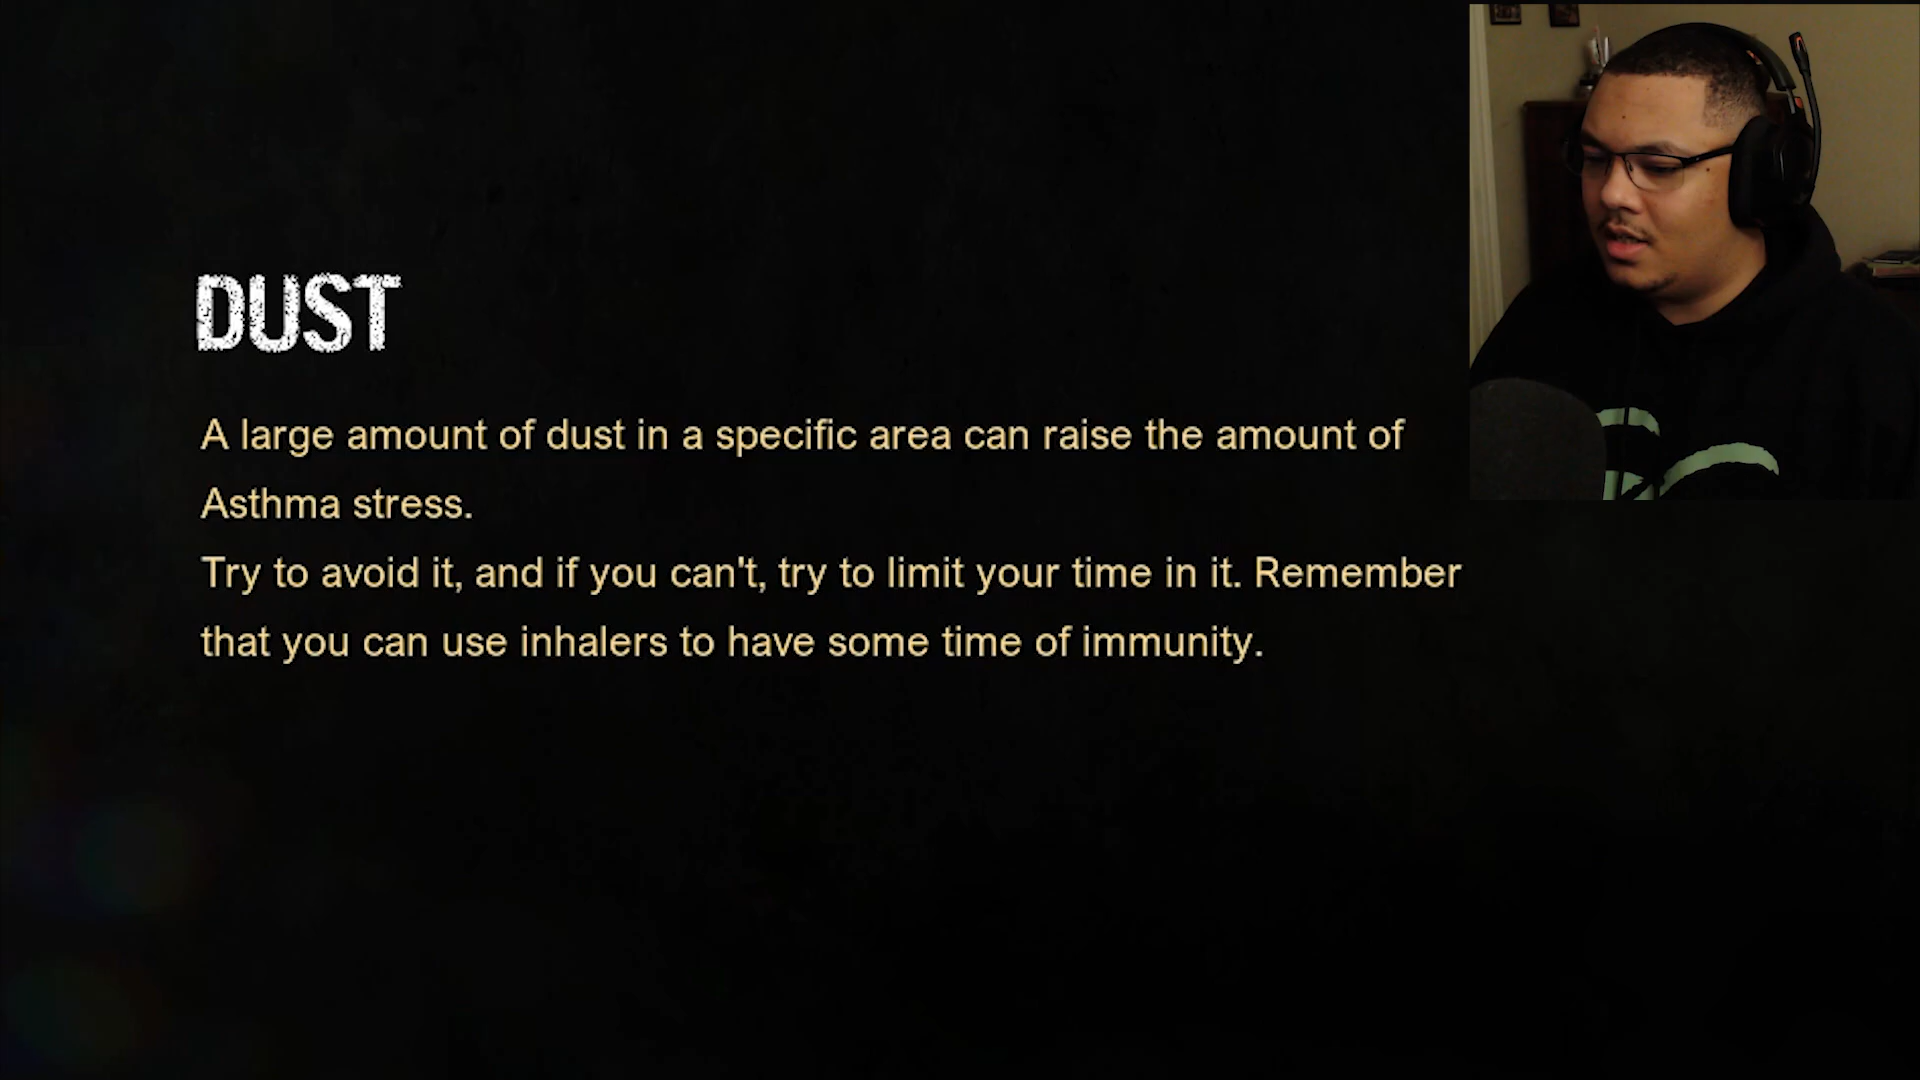 DUST
A large amount of dust in a specific area can raise the amount of
Asthma stress.
Try to avoid it, and if you can't, try to limit your time in it. Remember
that you can use inhalers to have some time of immunity.